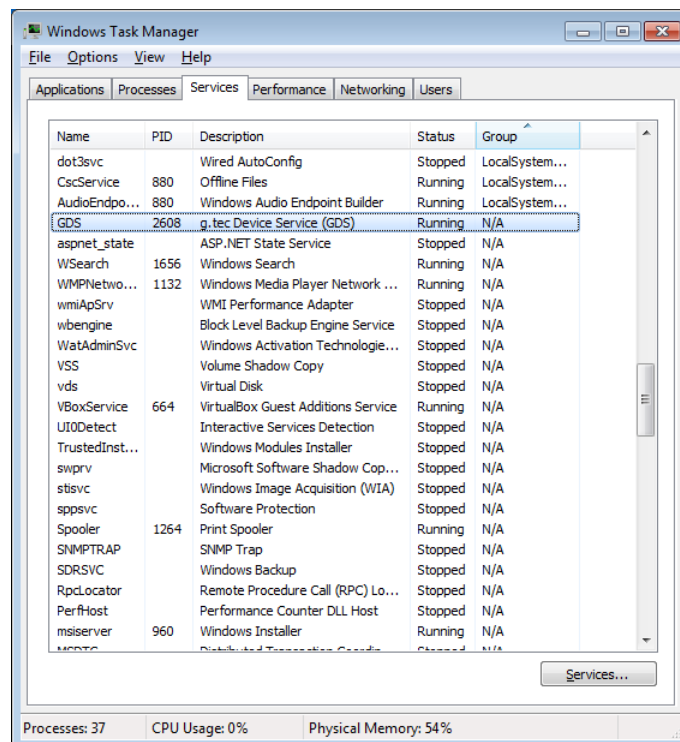 Windows Task Manager
File Options View Help
Applications Processes Services Performance Networking Users
Name PID Description Status Group
dot3svc Wired AutoConfig Stopped LocalSystem...
CscService 880 Offline Files Running LocalSystem...
AudioEndpo... 880 Windows Audio Endpoint Builder Running LocalSystem...
GDS 2608 g.tec Device Service (GDS) Running N/A
aspnet_state ASP.NET State Service Stopped N/A
WSearch 1656 Windows Search Running N/A
WMPNetwo... 1132 Windows Media Player Network ... Running N/A
wmiApSrv WMI Performance Adapter Stopped N/A
wbengine Block Level Backup Engine Service Stopped N/A
WatAdminSvc Windows Activation Technologie... Stopped N/A
VSS Volume Shadow Copy Stopped N/A
vds Virtual Disk Stopped N/A
VBoxService 664 VirtualBox Guest Additions Service Running N/A
UI0Detect Interactive Services Detection Stopped N/A
TrustedInst... Windows Modules Installer Stopped N/A
swprv Microsoft Software Shadow Cop... Stopped N/A
stisvc Windows Image Acquisition (WIA) Stopped N/A
sppsvc Software Protection Stopped N/A
Spooler 1264 Print Spooler Running N/A
SNMPTRAP SNMP Trap Stopped N/A
SDRSVC Windows Backup Stopped N/A
RpcLocator Remote Procedure Call (RPC) Lo... Stopped N/A
PerfHost Performance Counter DLL Host Stopped N/A
msiserver 960 Windows Installer Running N/A
MSDTC Distributed Transaction Coordin... Stopped N/A
Services...
Processes: 37 CPU Usage: 0% Physical Memory: 54%